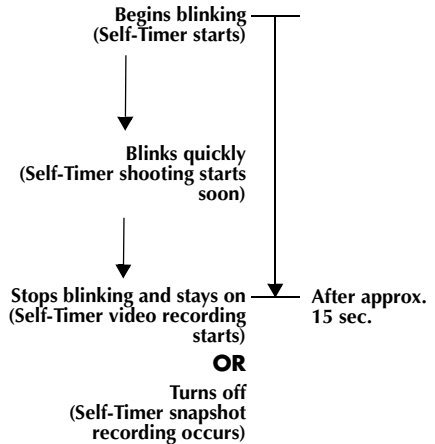 Begins blinking
(Self-Timer starts)
Blinks quickly
(Self-Timer shooting starts
soon)
Stops blinking and stays on
(Self-Timer video recording
starts)
After approx.
15 sec.
OR
Turns off
(Self-Timer snapshot
recording occurs)